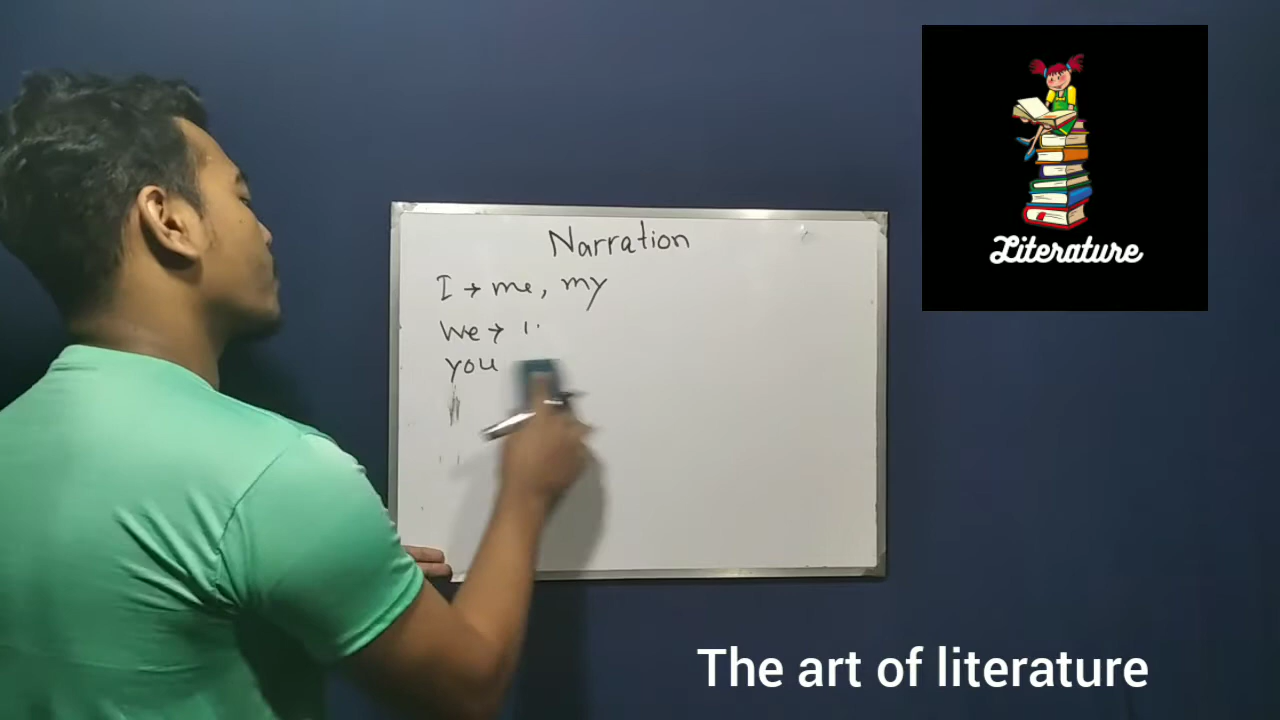 Literature
Narration
I → me, my
We →
you
The art of literature